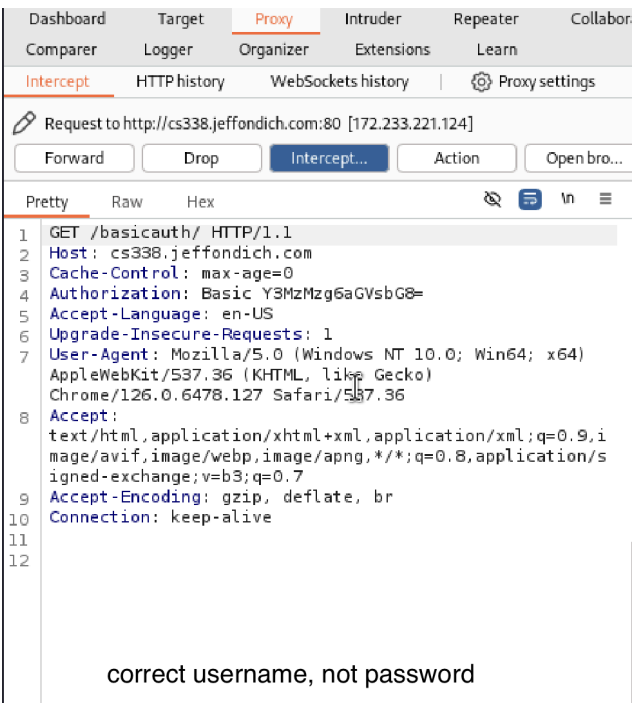 Dashboard Target Proxy Intruder Repeater Collabor
Comparer Logger Organizer Extensions Learn
Intercept HTTP history WebSockets history Proxy settings
Request to http://cs338.jeffondich.com:80 [172.233.221.124]
Forward Drop Intercept... Action Open bro...
Pretty Raw Hex \n
1 GET /basicauth/ HTTP/1.1
2 Host: cs338.jeffondich.com
3 Cache-Control: max-age=0
4 Authorization: Basic Y3MzMzg6aGVsbG8=
5 Accept-Language: en-US
6 Upgrade-Insecure-Requests: 1
7 User-Agent: Mozilla/5.0 (Windows NT 10.0; Win64; x64)
AppleWebKit/537.36 (KHTML, like Gecko)
Chrome/126.0.6478.127 Safari/537.36
8 Accept:
text/html,application/xhtml+xml,application/xml;q=0.9,i
mage/avif,image/webp,image/apng,*/*;q=0.8,application/s
igned-exchange;v=b3;q=0.7
9 Accept-Encoding: gzip, deflate, br
10 Connection: keep-alive
11
12
correct username, not password